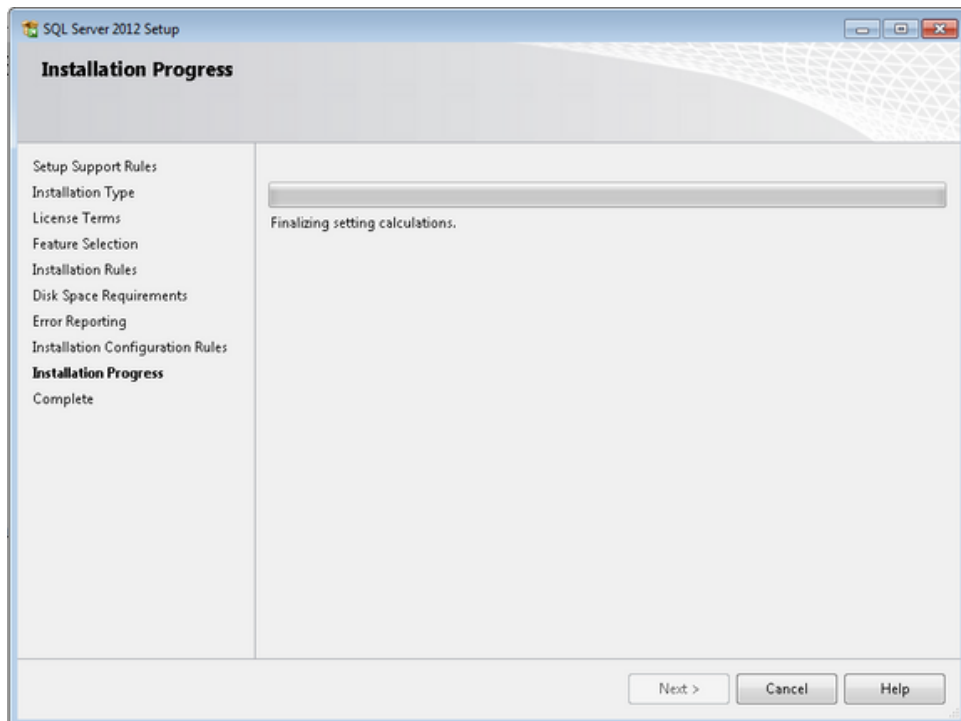 SQL Server 2012 Setup
Installation Progress
Setup Support Rules
Installation Type
License Terms
Feature Selection
Installation Rules
Disk Space Requirements
Error Reporting
Installation Configuration Rules
Installation Progress
Complete
Finalizing setting calculations.
Next >
Cancel
Help